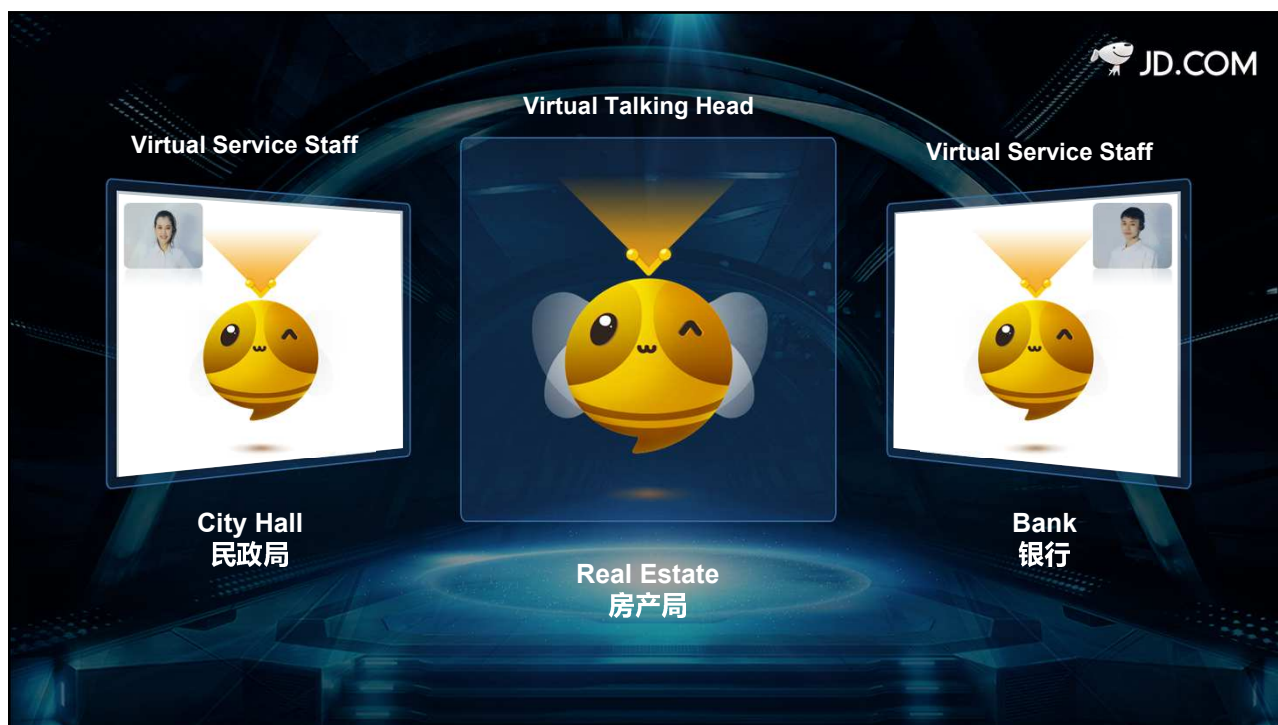 JD.COM
Virtual Talking Head
Virtual Service Staff
Virtual Service Staff
City Hall
民政局
Real Estate
房产局
Bank
银行